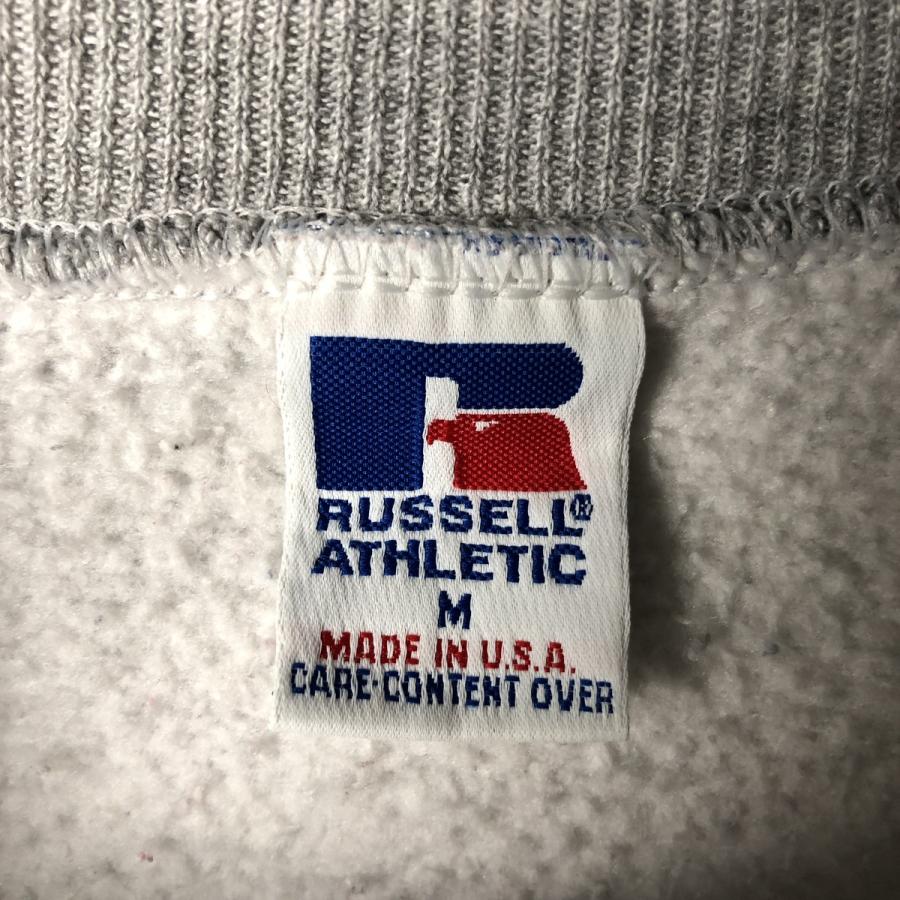 RUSSELL®
ATHLETIC
M
MADE IN U.S.A.
CARE·CONTENT OVER